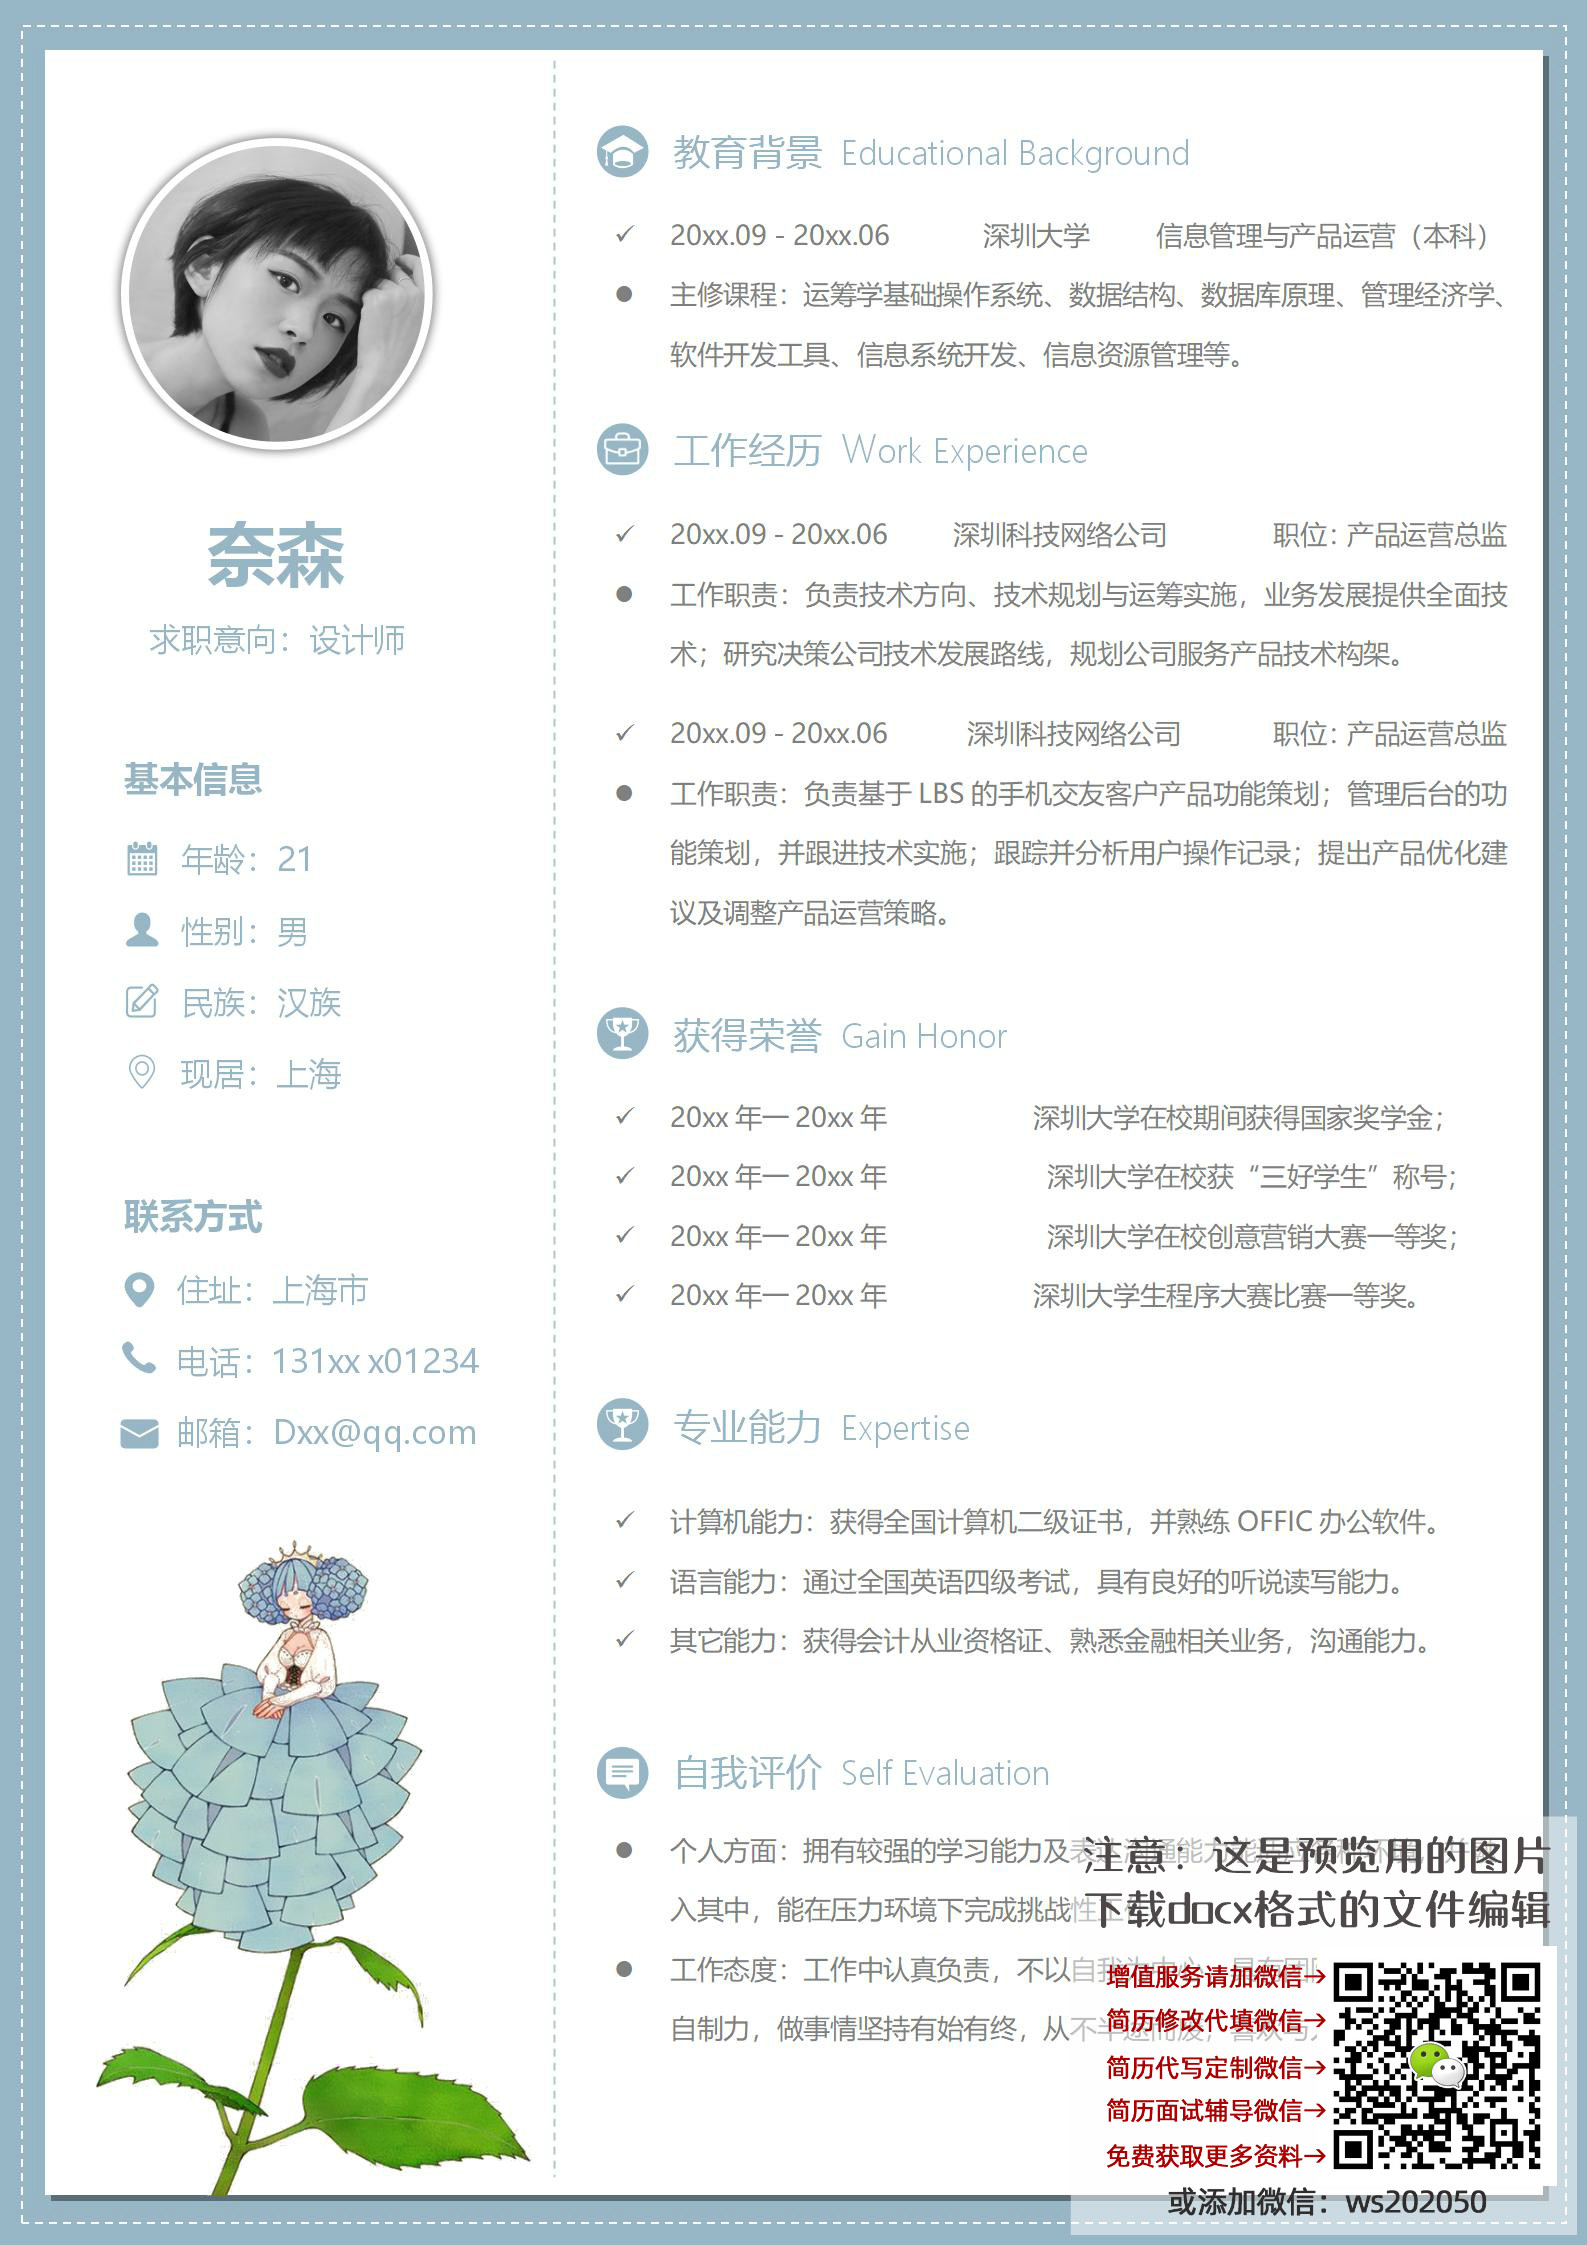 奈森
求职意向：设计师
基本信息
年龄：21
性别：男
民族：汉族
现居：上海
联系方式
住址：上海市
电话：131xx x01234
邮箱：Dxx@qq.com
教育背景 Educational Background
20xx.09 - 20xx.06 深圳大学 信息管理与产品运营（本科）
主修课程：运筹学基础操作系统、数据结构、数据库原理、管理经济学、
软件开发工具、信息系统开发、信息资源管理等。
工作经历 Work Experience
20xx.09 - 20xx.06 深圳科技网络公司 职位：产品运营总监
工作职责：负责技术方向、技术规划与运筹实施，业务发展提供全面技
术；研究决策公司技术发展路线，规划公司服务产品技术构架。
20xx.09 - 20xx.06 深圳科技网络公司 职位：产品运营总监
工作职责：负责基于 LBS 的手机交友客户产品功能策划；管理后台的功
能策划，并跟进技术实施；跟踪并分析用户操作记录；提出产品优化建
议及调整产品运营策略。
获得荣誉 Gain Honor
20xx 年一 20xx 年 深圳大学在校期间获得国家奖学金；
20xx 年一 20xx 年 深圳大学在校获“三好学生”称号；
20xx 年一 20xx 年 深圳大学在校创意营销大赛一等奖；
20xx 年一 20xx 年 深圳大学生程序大赛比赛一等奖。
专业能力 Expertise
计算机能力：获得全国计算机二级证书，并熟练 OFFIC 办公软件。
语言能力：通过全国英语四级考试，具有良好的听说读写能力。
其它能力：获得会计从业资格证、熟悉金融相关业务，沟通能力。
自我评价 Self Evaluation
个人方面：拥有较强的学习能力及表达沟通能力
入其中，能在压力环境下完成挑战性工
工作态度：工作中认真负责，不以自我为中心，具有团
自制力，做事情坚持有始有终，从不半途而废，喜欢与
注意：这是预览用的图片
下载docx格式的文件编辑
增值服务请加微信→
简历修改代填微信→
简历代写定制微信→
简历面试辅导微信→
免费获取更多资料→
或添加微信：ws202050